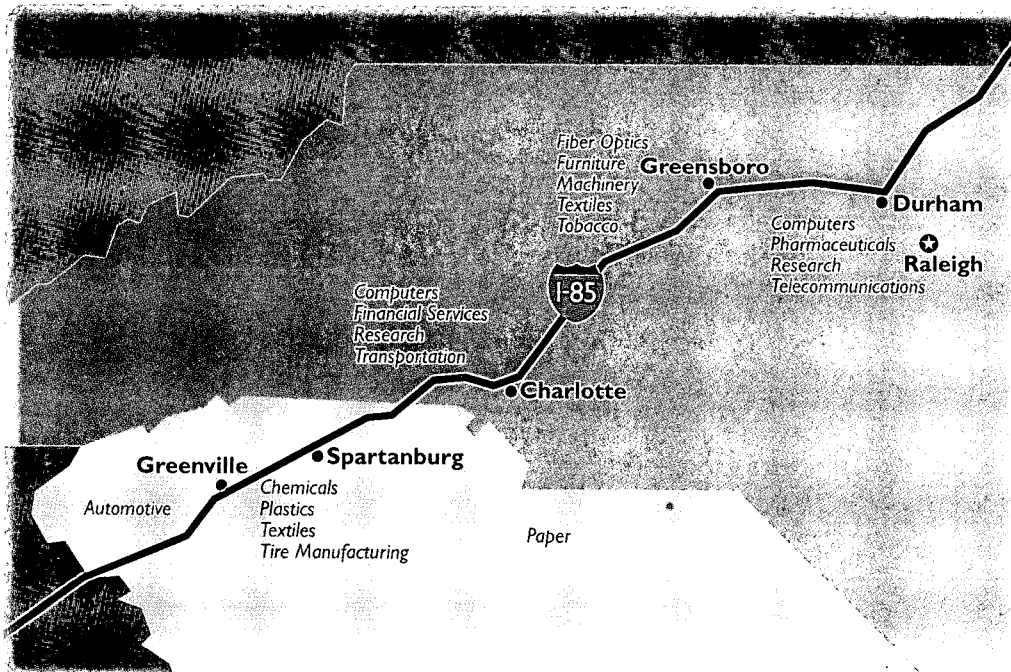 Fiber Optics
Furniture
Machinery
Textiles
Tobacco
Greensboro
Durham
Computers
Pharmaceuticals
Research
Telecommunications
Raleigh
I-85
Computers
Financial Services
Research
Transportation
Charlotte
Greenville
Spartanburg
Automotive
Chemicals
Plastics
Textiles
Tire Manufacturing
Paper